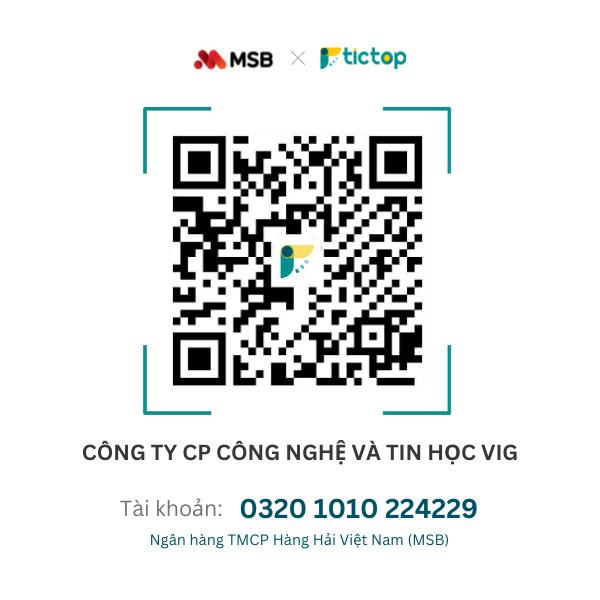 MSB × tictop
CÔNG TY CP CÔNG NGHỆ VÀ TIN HỌC VIG
Tài khoản: 0320 1010 224229
Ngân hàng TMCP Hàng Hải Việt Nam (MSB)